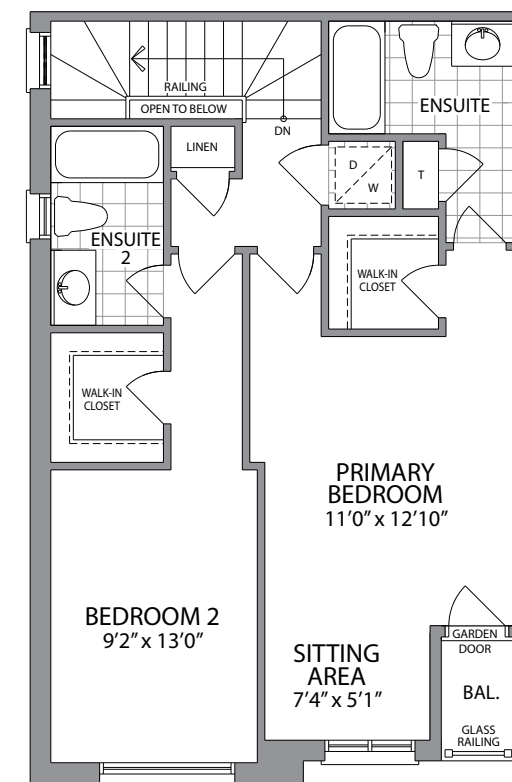 RAILING
OPEN TO BELOW
DN
ENSUITE
LINEN
D
W
T
ENSUITE
2
WALK-IN
CLOSET
WALK-IN
CLOSET
PRIMARY
BEDROOM
11'0" x 12'10"
BEDROOM 2
9'2" x 13'0"
SITTING
AREA
7'4" x 5'1"
GARDEN
DOOR
BAL.
GLASS
RAILING